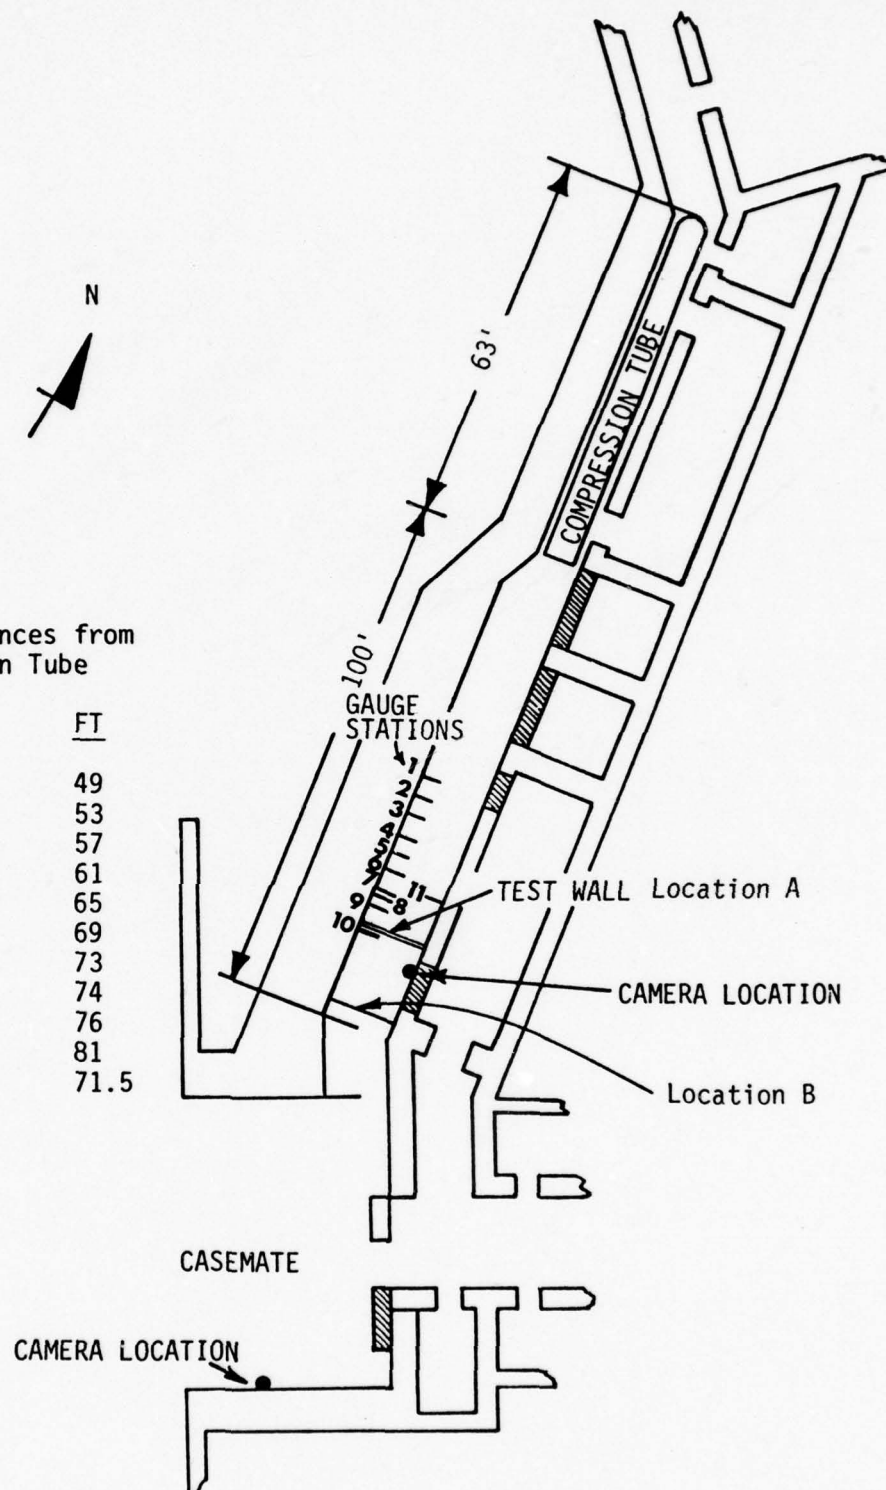 N
63'
COMPRESSION TUBE
100'
nces from
n Tube
FT
49
53
57
61
65
69
73
74
76
81
71.5
GAUGE
STATIONS
1
2
3
4
5
6
7
8
9
10
11
TEST WALL Location A
CAMERA LOCATION
Location B
CASEMATE
CAMERA LOCATION